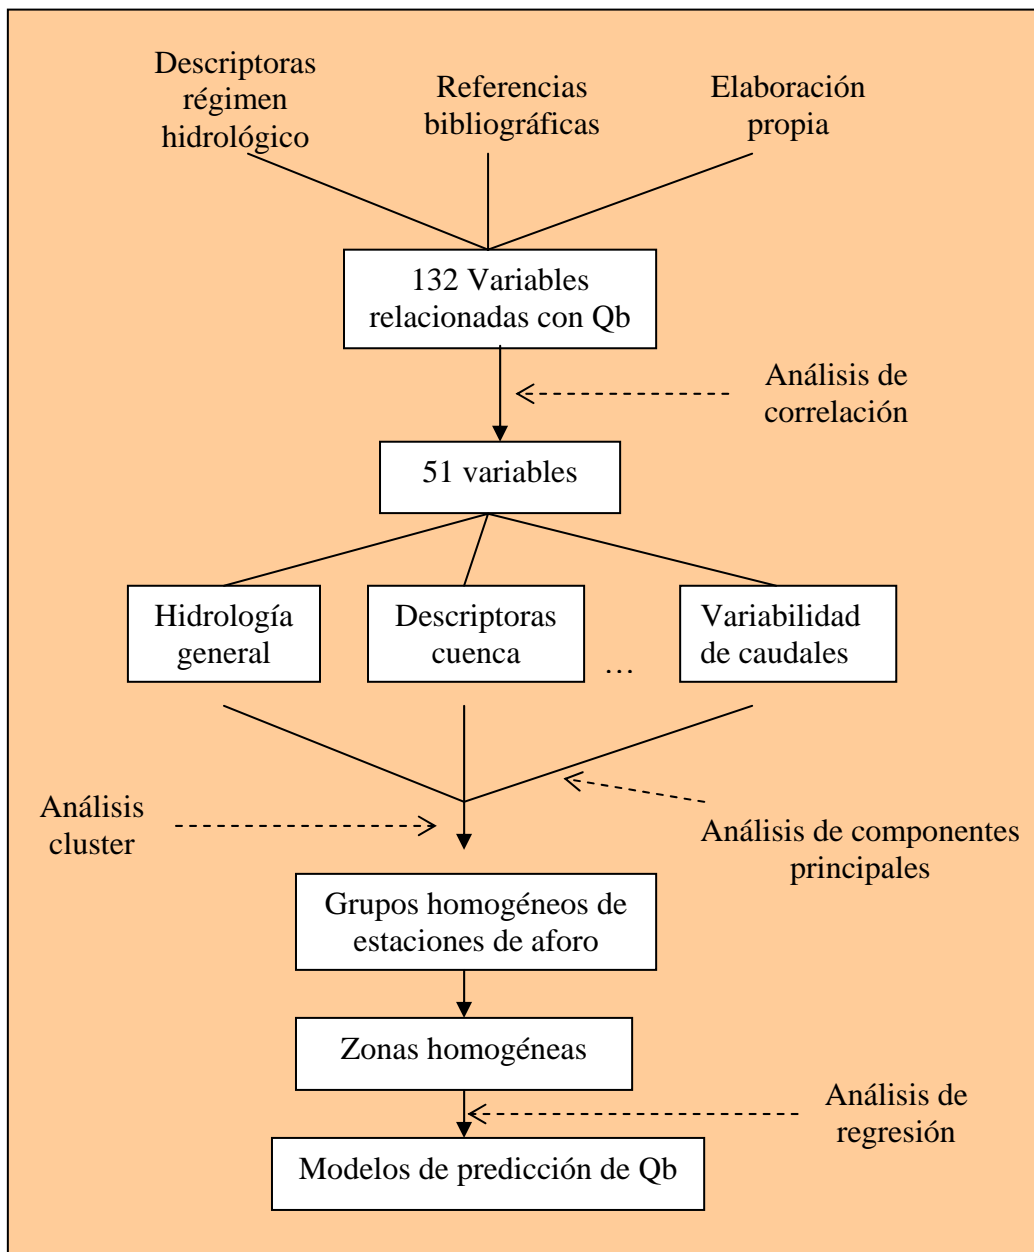 Descriptoras
régimen
hidrológico
Referencias
bibliográficas
Elaboración
propia
132 Variables
relacionadas con Qb
Análisis de
correlación
51 variables
Hidrología
general
Descriptoras
cuenca
…
Variabilidad
de caudales
Análisis
cluster
Análisis de componentes
principales
Grupos homogéneos de
estaciones de aforo
Zonas homogéneas
Análisis de
regresión
Modelos de predicción de Qb